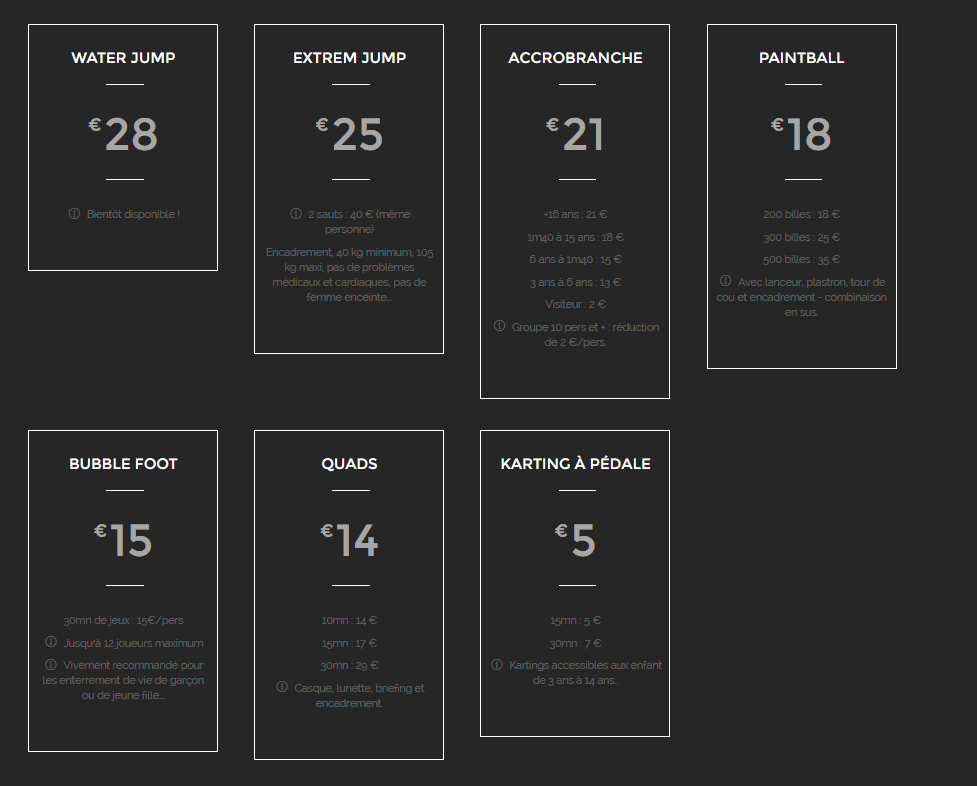 WATER JUMP
€28
ⓘ Bientôt disponible !
EXTREM JUMP
€25
ⓘ 2 sauts : 40 € (même
personne)
Encadrement, 40 kg minimum, 105
kg maxi, pas de problèmes
médicaux et cardiaques, pas de
femme enceinte...
ACCROBRANCHE
€21
+16 ans : 21 €
1m40 à 15 ans : 18 €
6 ans à 1m40 : 15 €
3 ans à 6 ans : 13 €
Visiteur : 2 €
ⓘ Groupe 10 pers et + : réduction
de 2 €/pers.
PAINTBALL
€18
200 billes : 18 €
300 billes : 25 €
500 billes : 35 €
ⓘ Avec lanceur, plastron, tour de
cou et encadrement - combinaison
en sus.
BUBBLE FOOT
€15
30mn de jeux : 15€/pers
ⓘ Jusqu'à 12 joueurs maximum
ⓘ Vivement recommandé pour
les enterrement de vie de garçon
ou de jeune fille...
QUADS
€14
10mn : 14 €
15mn : 17 €
30mn : 29 €
ⓘ Casque, lunette, briefing et
encadrement.
KARTING À PÉDALE
€5
15mn : 5 €
30mn : 7 €
ⓘ Kartings accessibles aux enfant
de 3 ans à 14 ans..